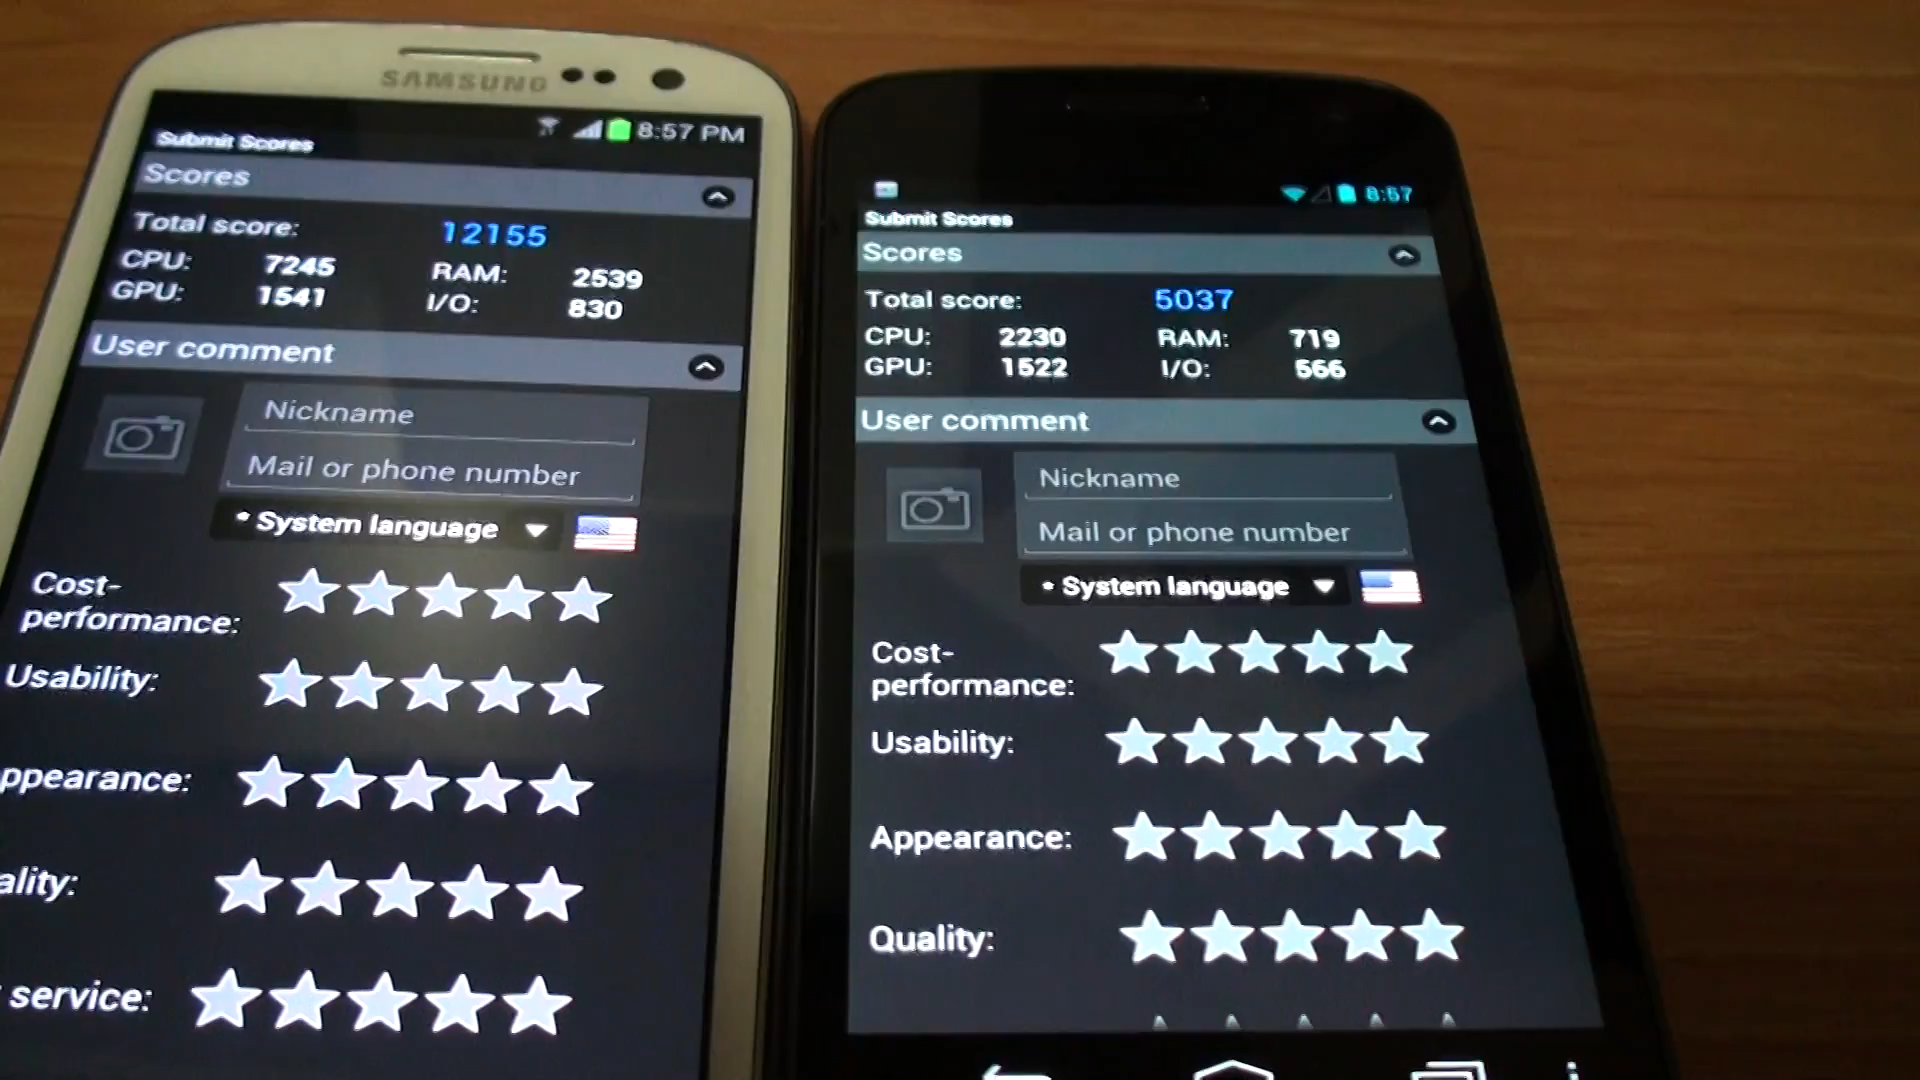 SAMSUNG
8:57 PM
Submit Scores
Scores
Total score: 12155
CPU: 7245 RAM: 2539
GPU: 1541 I/O: 830
User comment
Nickname
Mail or phone number
* System language
Cost-
performance:
Usability:
ppearance:
ality:
service:
8:57
Submit Scores
Scores
Total score: 5037
CPU: 2230 RAM: 719
GPU: 1522 I/O: 566
User comment
Nickname
Mail or phone number
* System language
Cost-
performance:
Usability:
Appearance:
Quality: